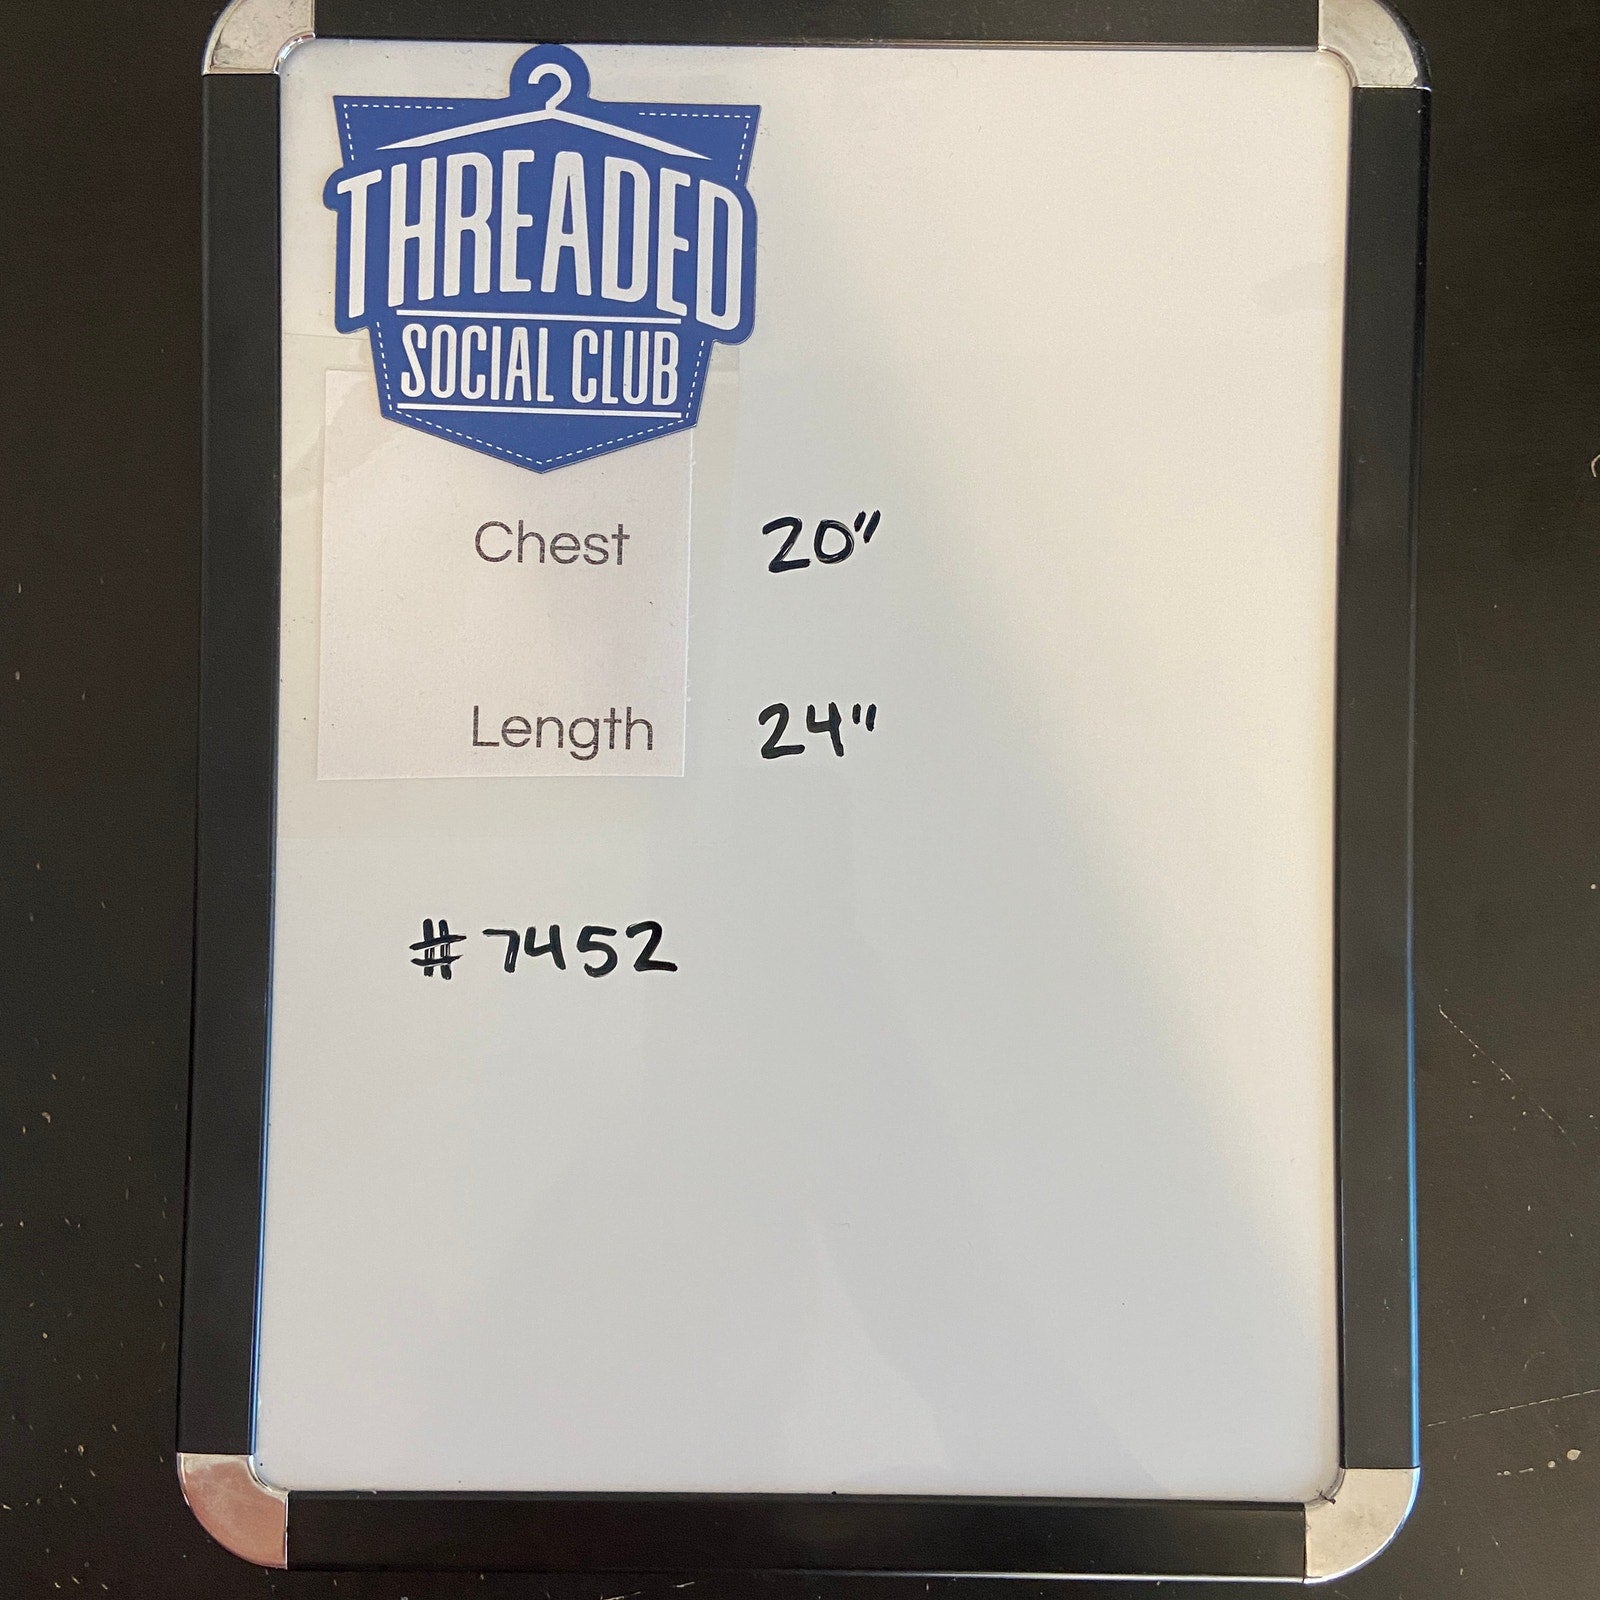 THREADED
SOCIAL CLUB
Chest 20"
Length 24"
#7452